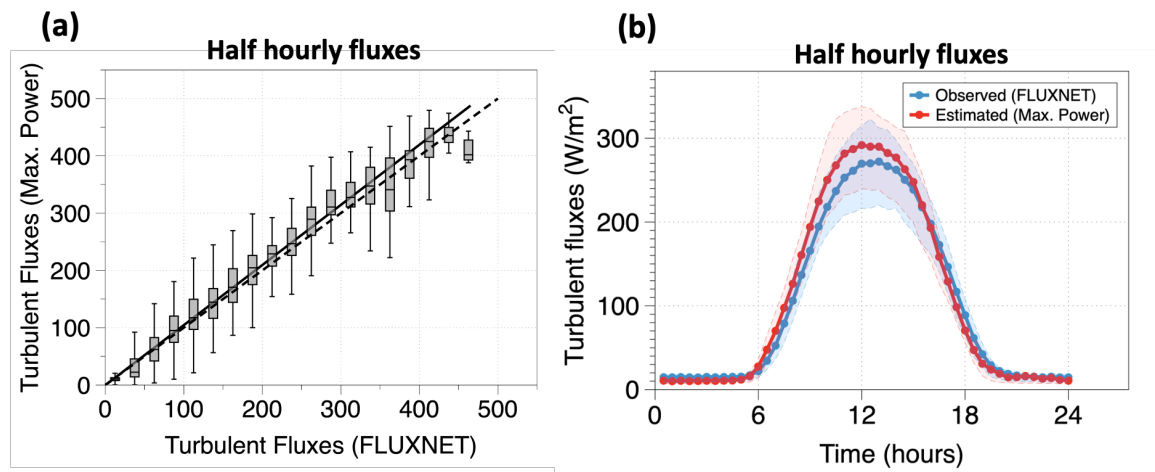 (a)
Half hourly fluxes
Turbulent Fluxes (Max. Power)
500
400
300
200
100
0
0 100 200 300 400 500
Turbulent Fluxes (FLUXNET)
(b)
Half hourly fluxes
Observed (FLUXNET)
Estimated (Max. Power)
Turbulent fluxes (W/m²)
300
200
100
0
0 6 12 18 24
Time (hours)